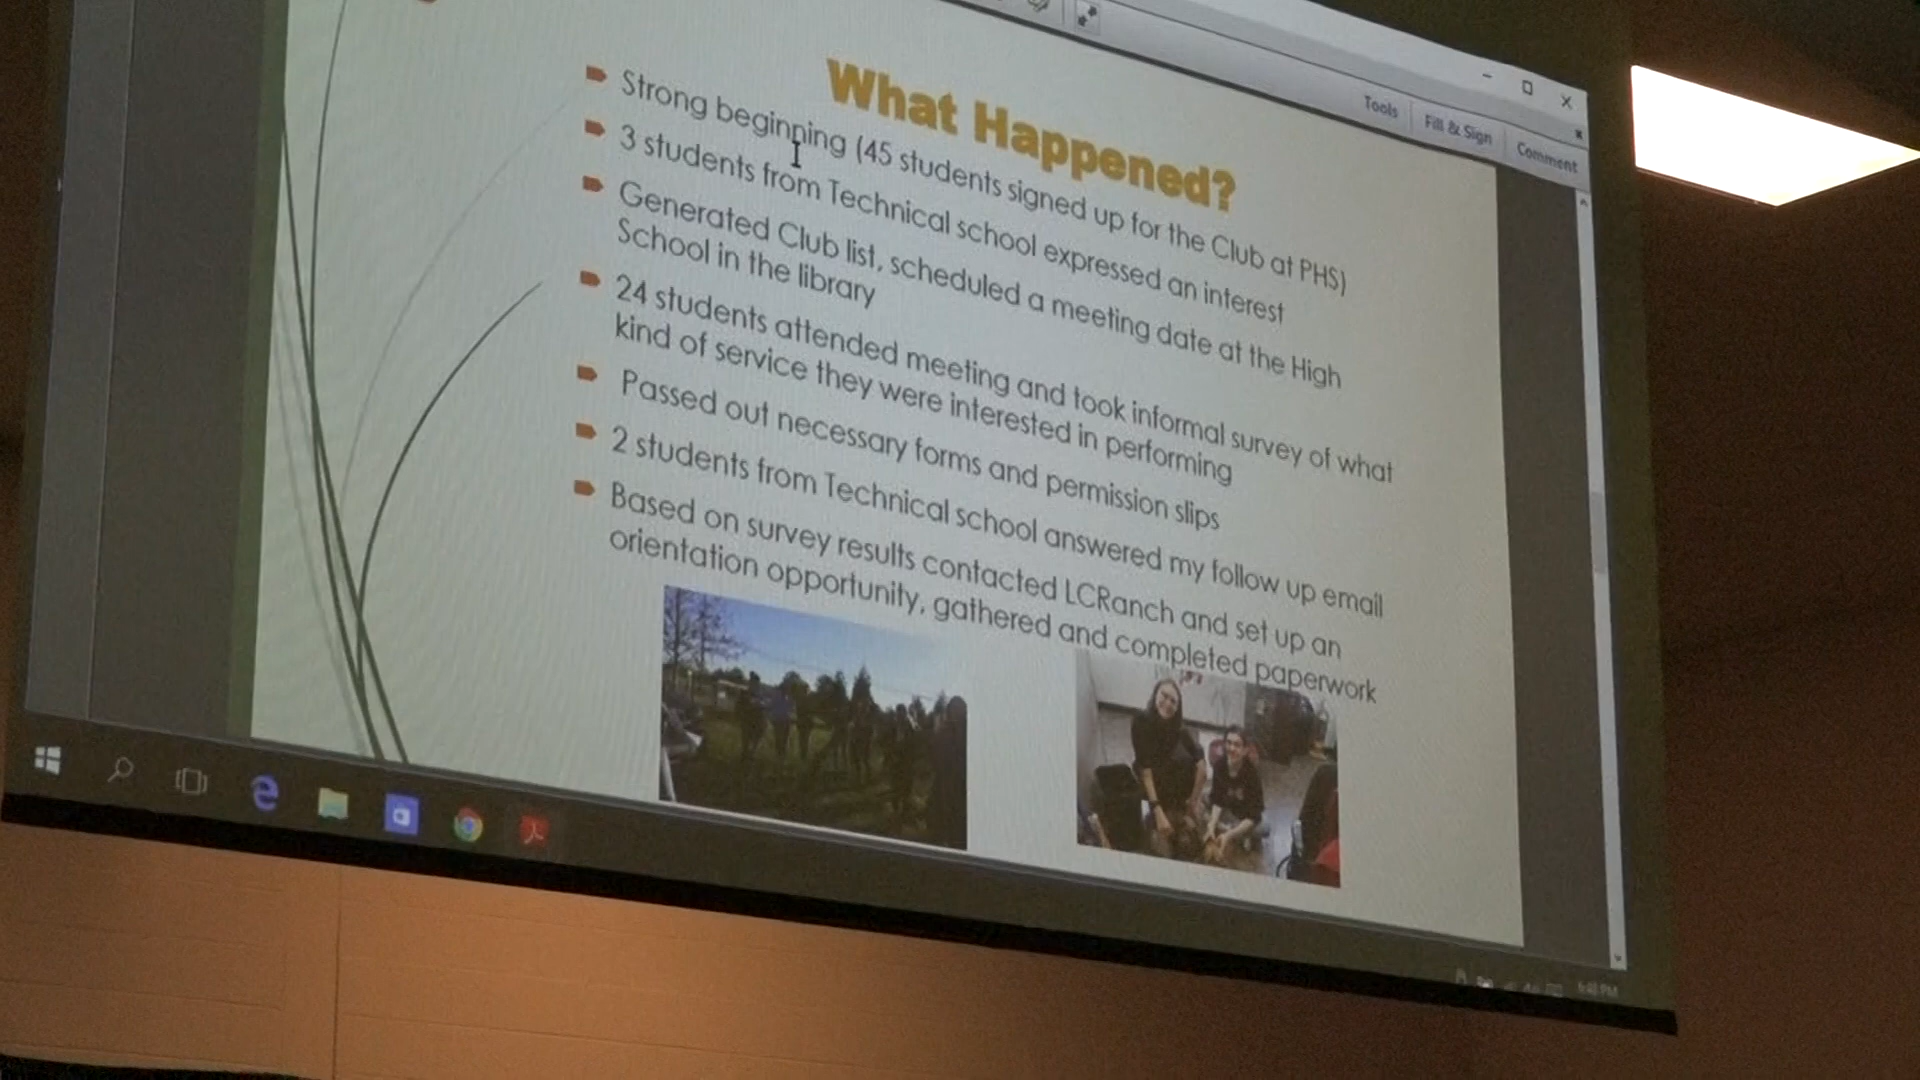 Tools
Fill & Sign
Comment
What Happened?
Strong beginning (45 students signed up for the Club at PHS)
3 students from Technical school expressed an interest
Generated Club list, scheduled a meeting date at the High
School in the library
24 students attended meeting and took informal survey of what
kind of service they were interested in performing
Passed out necessary forms and permission slips
2 students from Technical school answered my follow up email
Based on survey results contacted LCRanch and set up an
orientation opportunity, gathered and completed paperwork